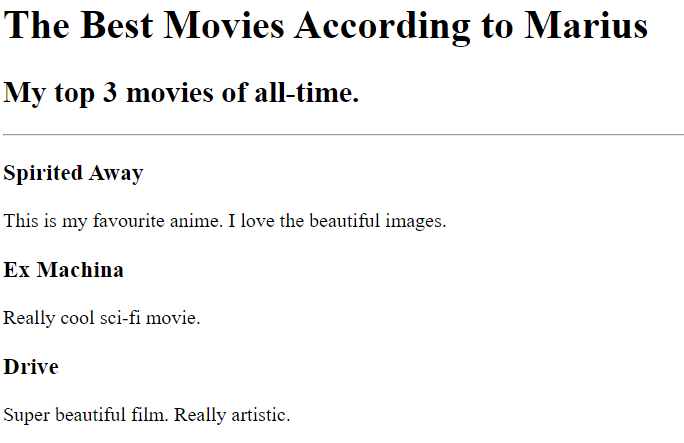 The Best Movies According to Marius
My top 3 movies of all-time.
Spirited Away
This is my favourite anime. I love the beautiful images.
Ex Machina
Really cool sci-fi movie.
Drive
Super beautiful film. Really artistic.